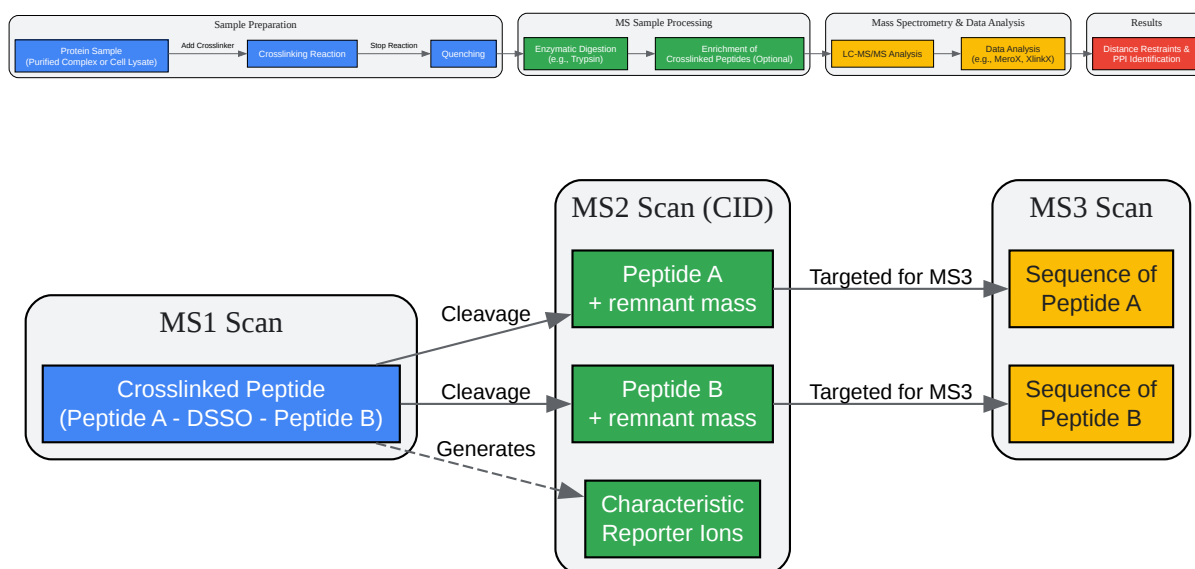 Sample Preparation
Protein Sample
(Purified Complex or Cell Lysate)
Add Crosslinker
Crosslinking Reaction
Stop Reaction
Quenching
MS Sample Processing
Enzymatic Digestion
(e.g., Trypsin)
Enrichment of
Crosslinked Peptides (Optional)
Mass Spectrometry & Data Analysis
LC-MS/MS Analysis
Data Analysis
(e.g., MeroX, XlinkX)
Results
Distance Restraints &
PPI Identification
MS1 Scan
Crosslinked Peptide
(Peptide A - DSSO - Peptide B)
Cleavage
Cleavage
Generates
MS2 Scan (CID)
Peptide A
+ remnant mass
Peptide B
+ remnant mass
Characteristic
Reporter Ions
Targeted for MS3
Targeted for MS3
MS3 Scan
Sequence of
Peptide A
Sequence of
Peptide B